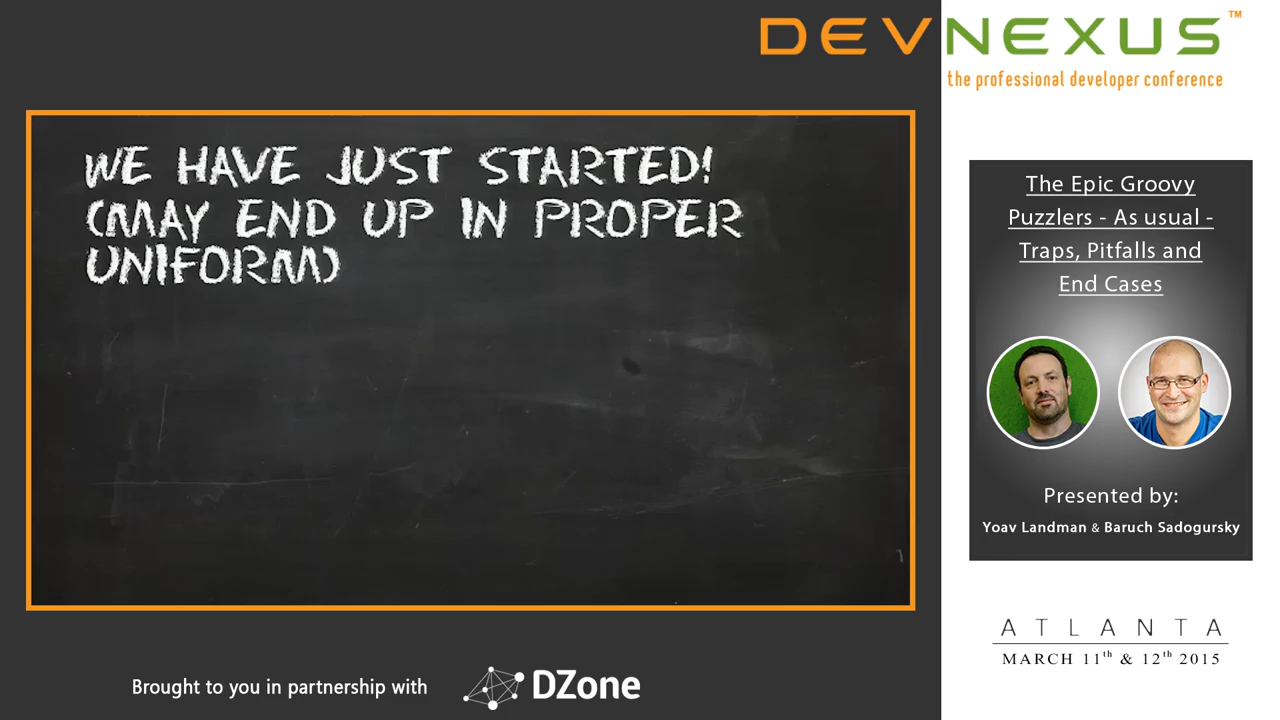 DEVNEXUS™
the professional developer conference
WE HAVE JUST STARTED!
(MAY END UP IN PROPER
UNIFORM)
The Epic Groovy
Puzzlers - As usual -
Traps, Pitfalls and
End Cases
Presented by:
Yoav Landman & Baruch Sadogursky
ATLANTA
MARCH 11th & 12th 2015
Brought to you in partnership with
DZone